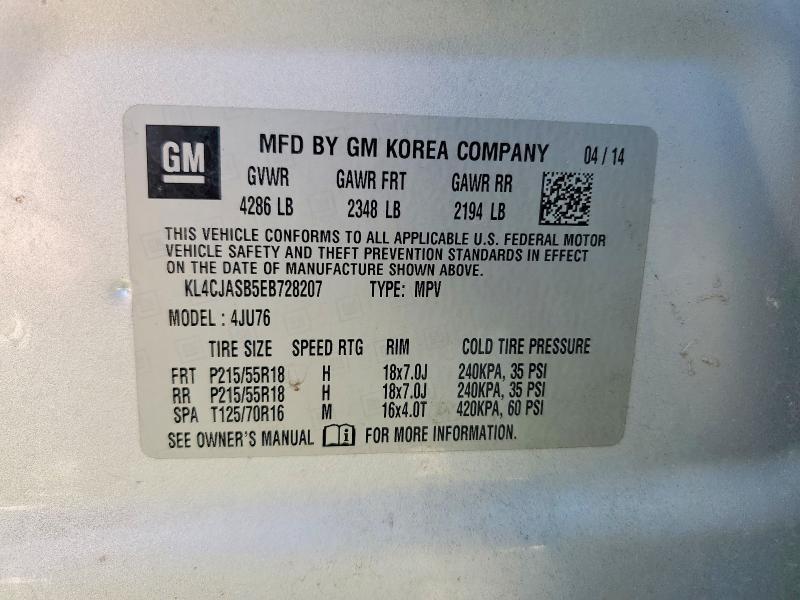 GM
MFD BY GM KOREA COMPANY 04 / 14
GVWR GAWR FRT GAWR RR
4286 LB 2348 LB 2194 LB
THIS VEHICLE CONFORMS TO ALL APPLICABLE U.S. FEDERAL MOTOR
VEHICLE SAFETY AND THEFT PREVENTION STANDARDS IN EFFECT
ON THE DATE OF MANUFACTURE SHOWN ABOVE.
KL4CJASB5EB728207 TYPE: MPV
MODEL : 4JU76
TIRE SIZE SPEED RTG RIM COLD TIRE PRESSURE
FRT P215/55R18 H 18x7.0J 240KPA, 35 PSI
RR P215/55R18 H 18x7.0J 240KPA, 35 PSI
SPA T125/70R16 M 16x4.0T 420KPA, 60 PSI
SEE OWNER'S MANUAL i FOR MORE INFORMATION.